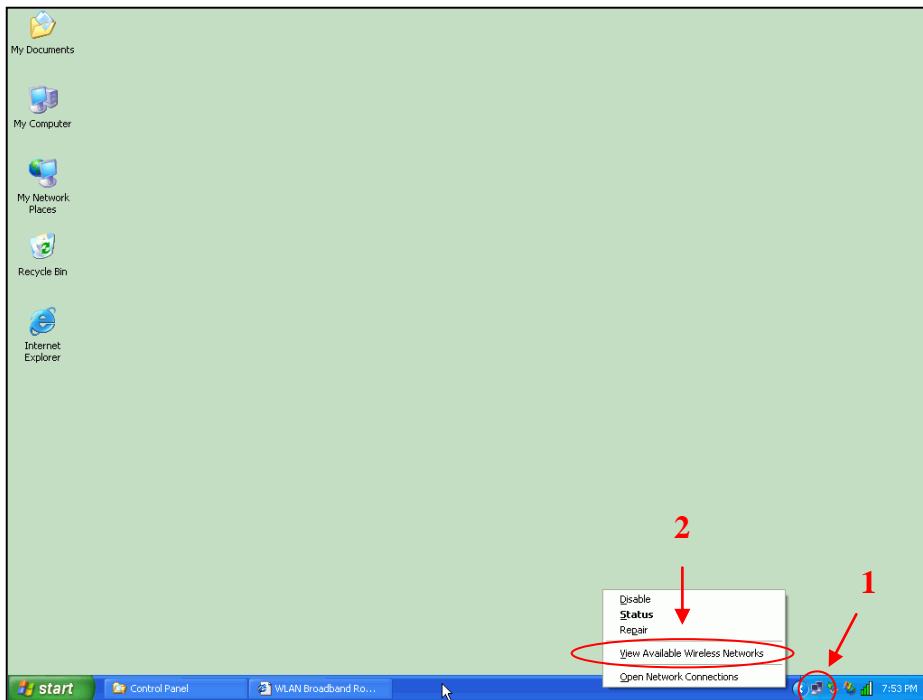 My Documents
My Computer
My Network
Places
Recycle Bin
Internet
Explorer
2
1
Disable
Status
Repair
View Available Wireless Networks
Open Network Connections
start
Control Panel
WLAN Broadband Ro...
7:53 PM